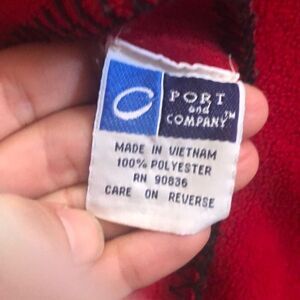 PORT
and
COMPANY™
MADE IN VIETNAM
100% POLYESTER
RN 90836
CARE ON REVERSE